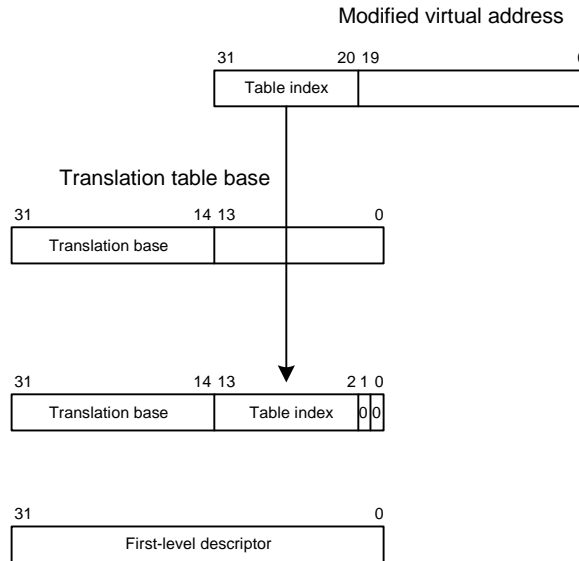 Modified virtual address
31 20 19
Table index
Translation table base
31 14 13 0
Translation base
31 14 13 2 1 0
Translation base Table index 0 0
31 0
First-level descriptor